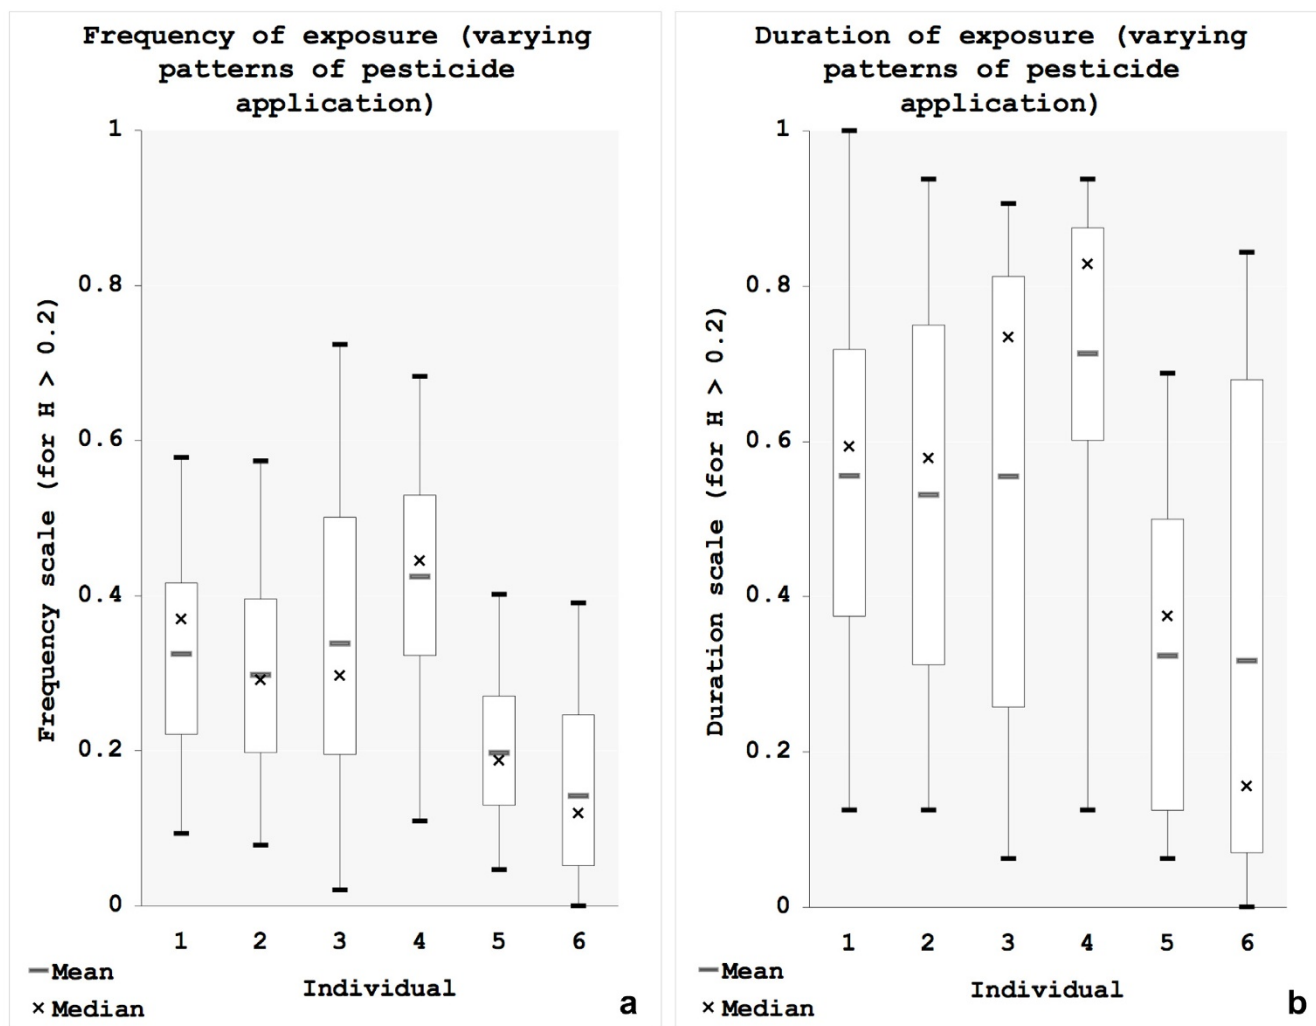 Frequency of exposure (varying
patterns of pesticide
application)
1
0.8
0.6
0.4
0.2
0
Frequency scale (for H > 0.2)
1 2 3 4 5 6
Individual
Mean
× Median
a
Duration of exposure (varying
patterns of pesticide
application)
1
0.8
0.6
0.4
0.2
0
Duration scale (for H > 0.2)
1 2 3 4 5 6
Individual
Mean
× Median
b